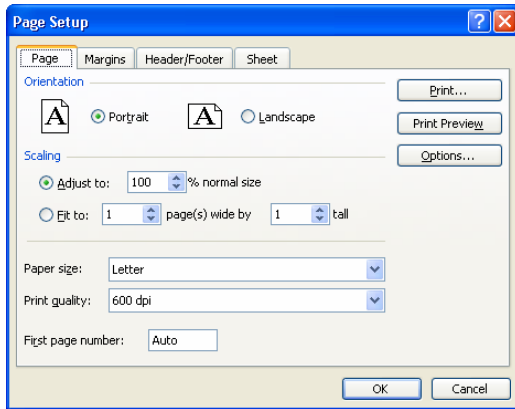 Page Setup
Page Margins Header/Footer Sheet
Orientation
A Portrait A Landscape
Print...
Print Preview
Options...
Scaling
Adjust to: 100 % normal size
Fit to: 1 page(s) wide by 1 tall
Paper size: Letter
Print quality: 600 dpi
First page number: Auto
OK Cancel